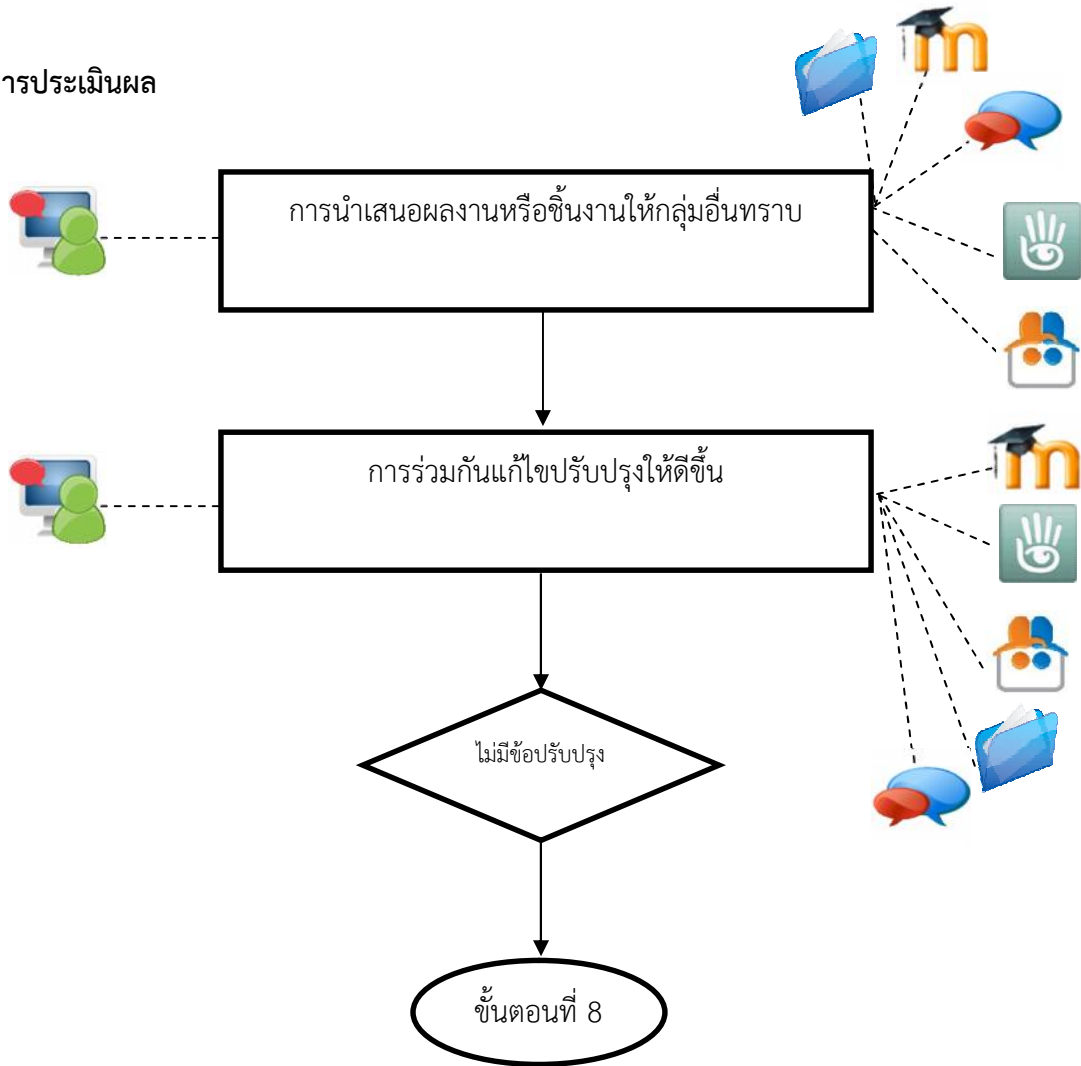 ารประเมินผล
การนำเสนอผลงานหรือชิ้นงานให้กลุ่มอื่นทราบ
การร่วมกันแก้ไขปรับปรุงให้ดีขึ้น
ไม่มีข้อปรับปรุง
ขั้นตอนที่ 8